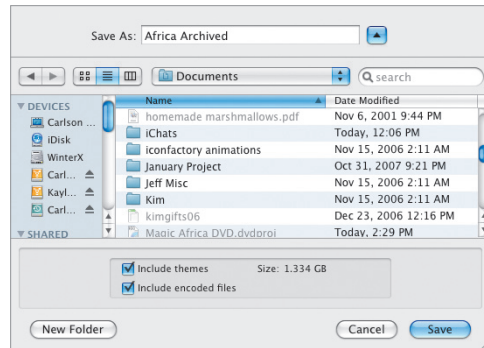 Save As: Africa Archived
Documents
search
Name Date Modified
DEVICES
Carlson ...
iDisk
WinterX
Carl...
Kayl...
Carl...
SHARED
homemade marshmallows.pdf Nov 6, 2001 9:44 PM
iChats Today, 12:06 PM
iconfactory animations Nov 15, 2006 2:11 AM
January Project Oct 31, 2007 9:21 PM
Jeff Misc Nov 15, 2006 2:11 AM
Kim Nov 15, 2006 2:11 AM
kimgifts06 Dec 23, 2006 12:16 PM
Magic Africa DVD.dvdproj Today, 2:29 PM
Include themes Size: 1.334 GB
Include encoded files
New Folder Cancel Save